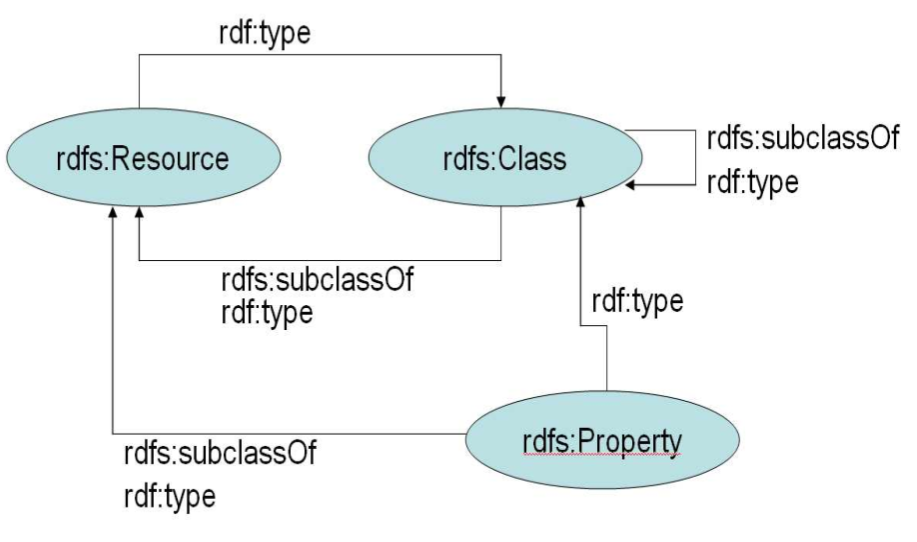 rdf:type
rdfs:Resource
rdfs:Class
rdfs:subclassOf
rdf:type
rdfs:subclassOf
rdf:type
rdf:type
rdfs:Property
rdfs:subclassOf
rdf:type